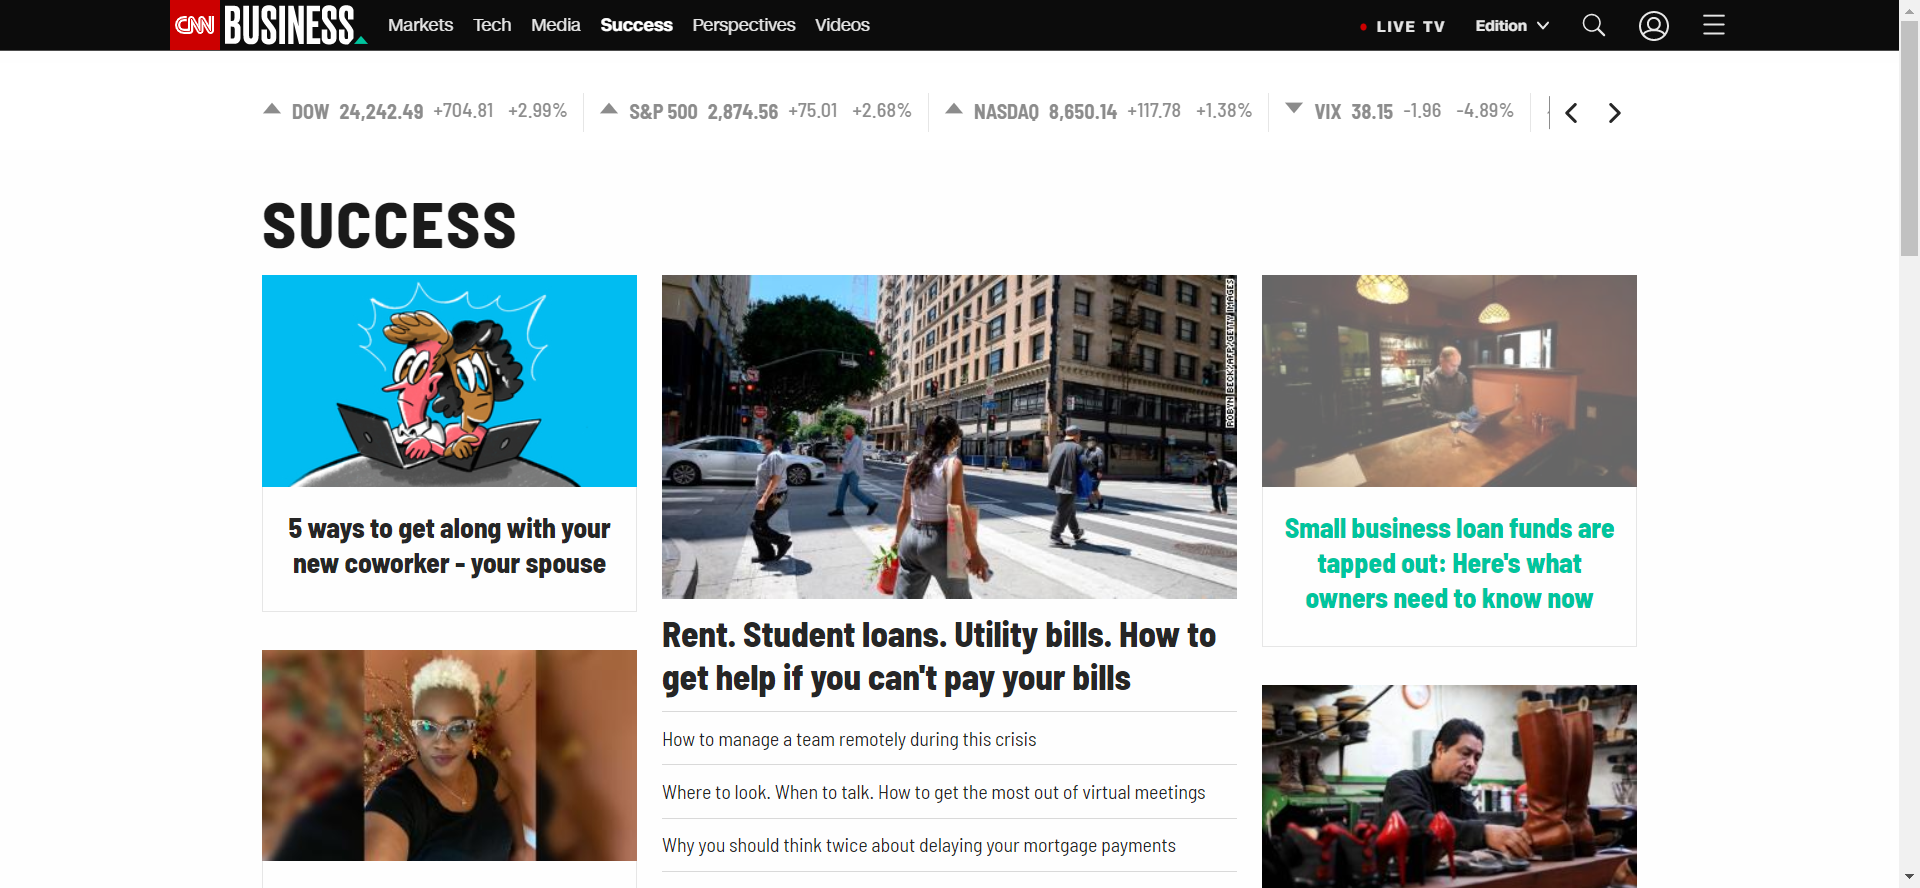 CNN BUSINESS Markets Tech Media Success Perspectives Videos LIVE TV Edition
DOW 24,242.49 +704.81 +2.99% S&P 500 2,874.56 +75.01 +2.68% NASDAQ 8,650.14 +117.78 +1.38% VIX 38.15 -1.96 -4.89%
SUCCESS
5 ways to get along with your
new coworker - your spouse
ROBYN BECK/AFP/GETTY IMAGES
Rent. Student loans. Utility bills. How to
get help if you can't pay your bills
How to manage a team remotely during this crisis
Where to look. When to talk. How to get the most out of virtual meetings
Why you should think twice about delaying your mortgage payments
Small business loan funds are
tapped out: Here's what
owners need to know now